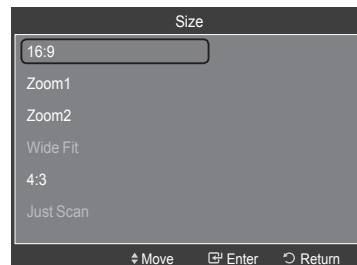 Size
16:9
Zoom1
Zoom2
Wide Fit
4:3
Just Scan
Move Enter Return